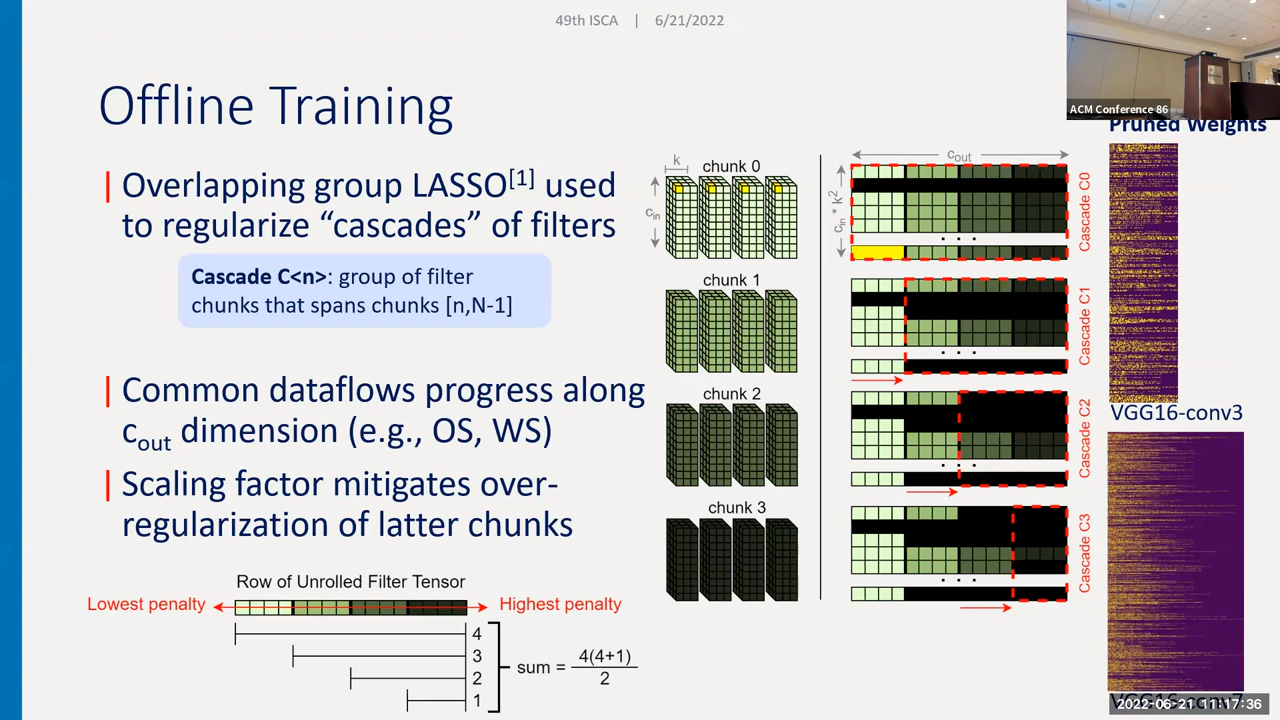 49th ISCA | 6/21/2022
ACM Conference 86
Offline Training
Overlapping group LASSO[1] used
to regularize “cascades” of filters
Cascade C<n>: group of filter
chunks that spans chunks [n, N-1]
Common dataflows progress along
cout dimension (e.g., OS, WS)
Scaling factor mitigates over-
regularization of later chunks
Row of Unrolled Filter Tensor
Lowest penalty
Highest penalty
4
3
2
1
sum = 4(4+1)
2
k
chunk 0
cin
chunk 1
chunk 2
chunk 3
cout
cin * K2
. . .
Cascade C0
. . .
Cascade C1
. . .
Cascade C2
. . .
Cascade C3
Pruned Weights
VGG16-conv3
2022-06-21 11:17:36